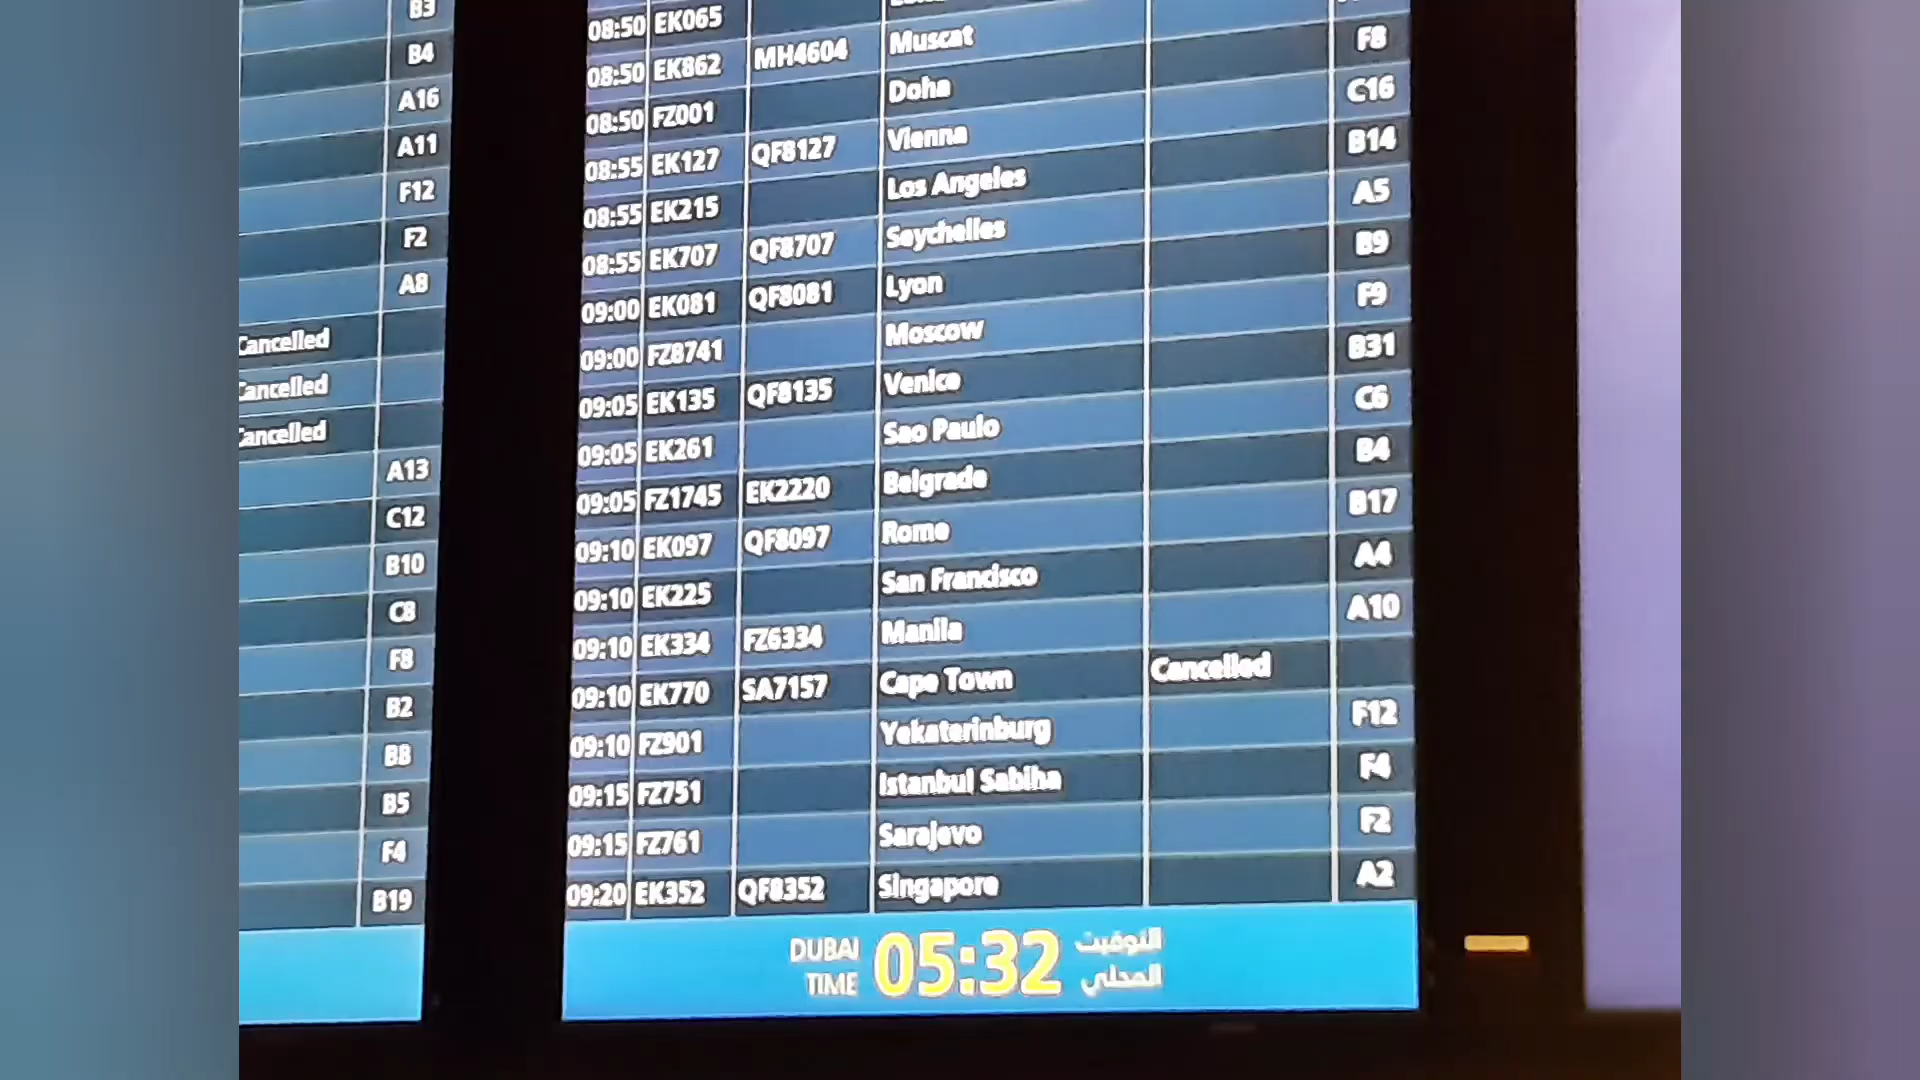 B3
B4
A16
A11
F12
F2
A8
Cancelled
Cancelled
Cancelled
A13
C12
B10
C8
F8
B2
B8
B5
F4
B19
08:50 EK065
08:50 EK862 MH4604 Muscat
08:50 FZ001 Doha F8
08:55 EK127 QF8127 Vienna C16
08:55 EK215 Los Angeles B14
08:55 EK707 QF8707 Seychelles A5
09:00 EK081 QF8081 Lyon B9
09:00 FZ8741 Moscow F9
09:05 EK135 QF8135 Venice B31
09:05 EK261 Sao Paulo C6
09:05 FZ1745 EK2220 Belgrade B4
09:10 EK097 QF8097 Rome B17
09:10 EK225 San Francisco A4
09:10 EK334 FZ6334 Manila A10
09:10 EK770 SA7157 Cape Town Cancelled
09:10 FZ901 Yekaterinburg F12
09:15 FZ751 Istanbul Sabiha F4
09:15 FZ761 Sarajevo F2
09:20 EK352 QF8352 Singapore A2
DUBAI TIME 05:32 التوقيت المحلي